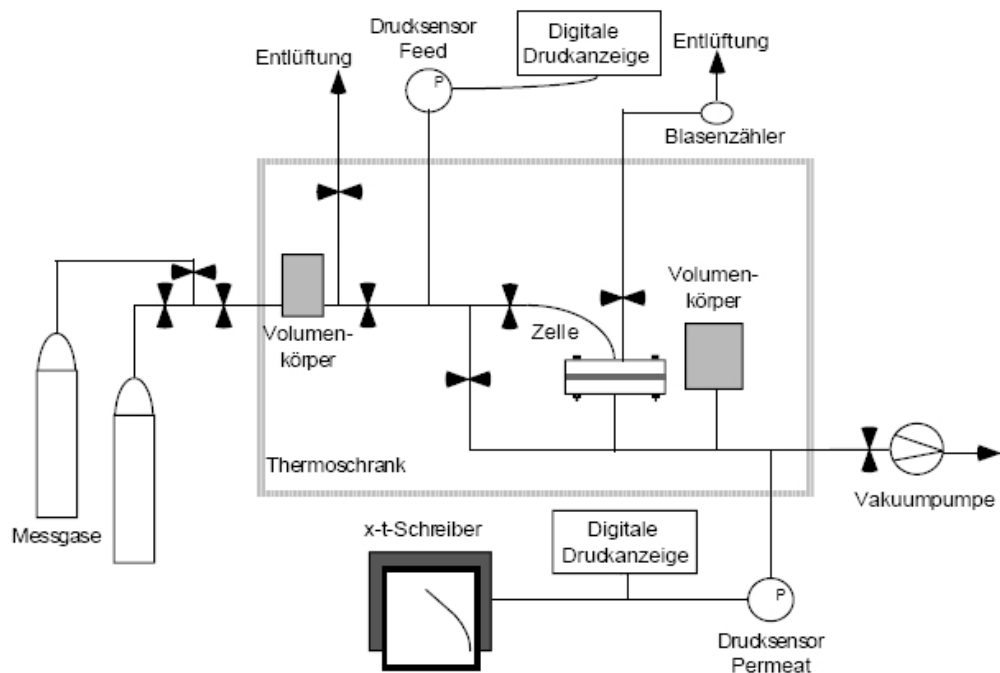 Drucksensor
Feed
Digitale
Druckanzeige
Entlüftung
Entlüftung
P
Blasenzähler
Volumen-
körper
Volumen-
körper
Zelle
Thermoschrank
Messgase
Vakuumpumpe
x-t-Schreiber
Digitale
Druckanzeige
P
Drucksensor
Permeat